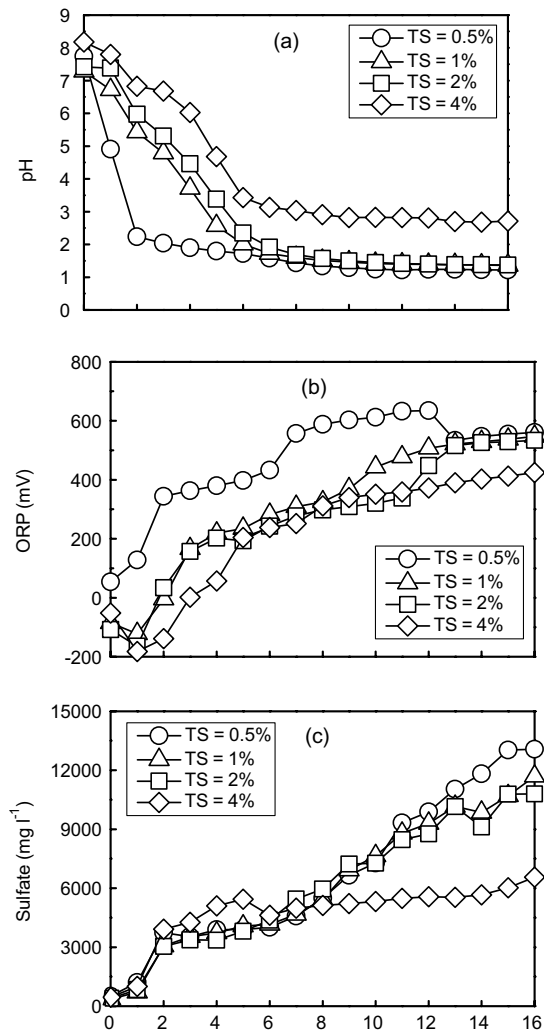 9
8
7
6
5
4
3
2
1
0
pH
(a)
TS = 0.5%
TS = 1%
TS = 2%
TS = 4%
800
600
400
200
0
-200
ORP (mV)
(b)
TS = 0.5%
TS = 1%
TS = 2%
TS = 4%
15000
12000
9000
6000
3000
0
Sulfate (mg l-1)
(c)
TS = 0.5%
TS = 1%
TS = 2%
TS = 4%
0 2 4 6 8 10 12 14 16